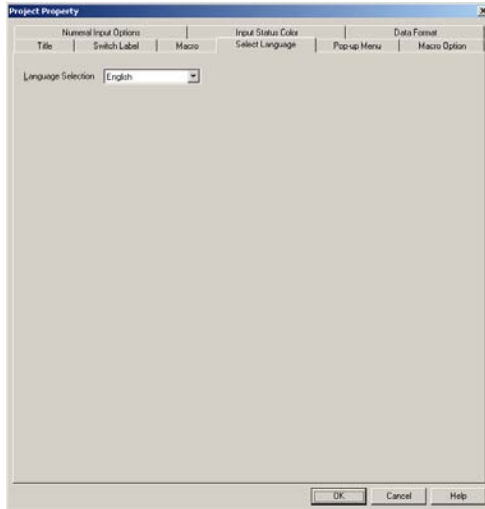 Project Property
Numeral Input Options Input Status Color Data Format
Title Switch Label Macro Select Language Pop-up Menu Macro Option
Language Selection English
OK Cancel Help